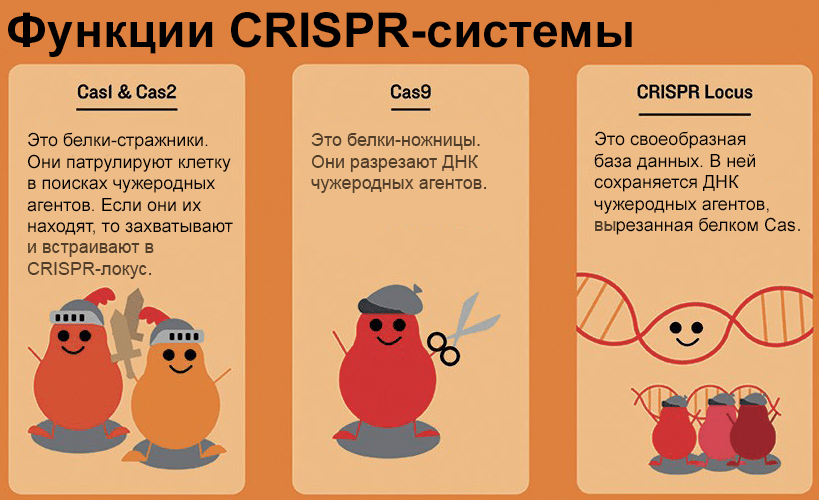 Функции CRISPR-системы
Cas1 & Cas2
Это белки-стражники.
Они патрулируют клетку
в поисках чужеродных
агентов. Если они их
находят, то захватывают
и встраивают в
CRISPR-локус.
Cas9
Это белки-ножницы.
Они разрезают ДНК
чужеродных агентов.
CRISPR Locus
Это своеобразная
база данных. В ней
сохраняется ДНК
чужеродных агентов,
вырезанная белком Cas.